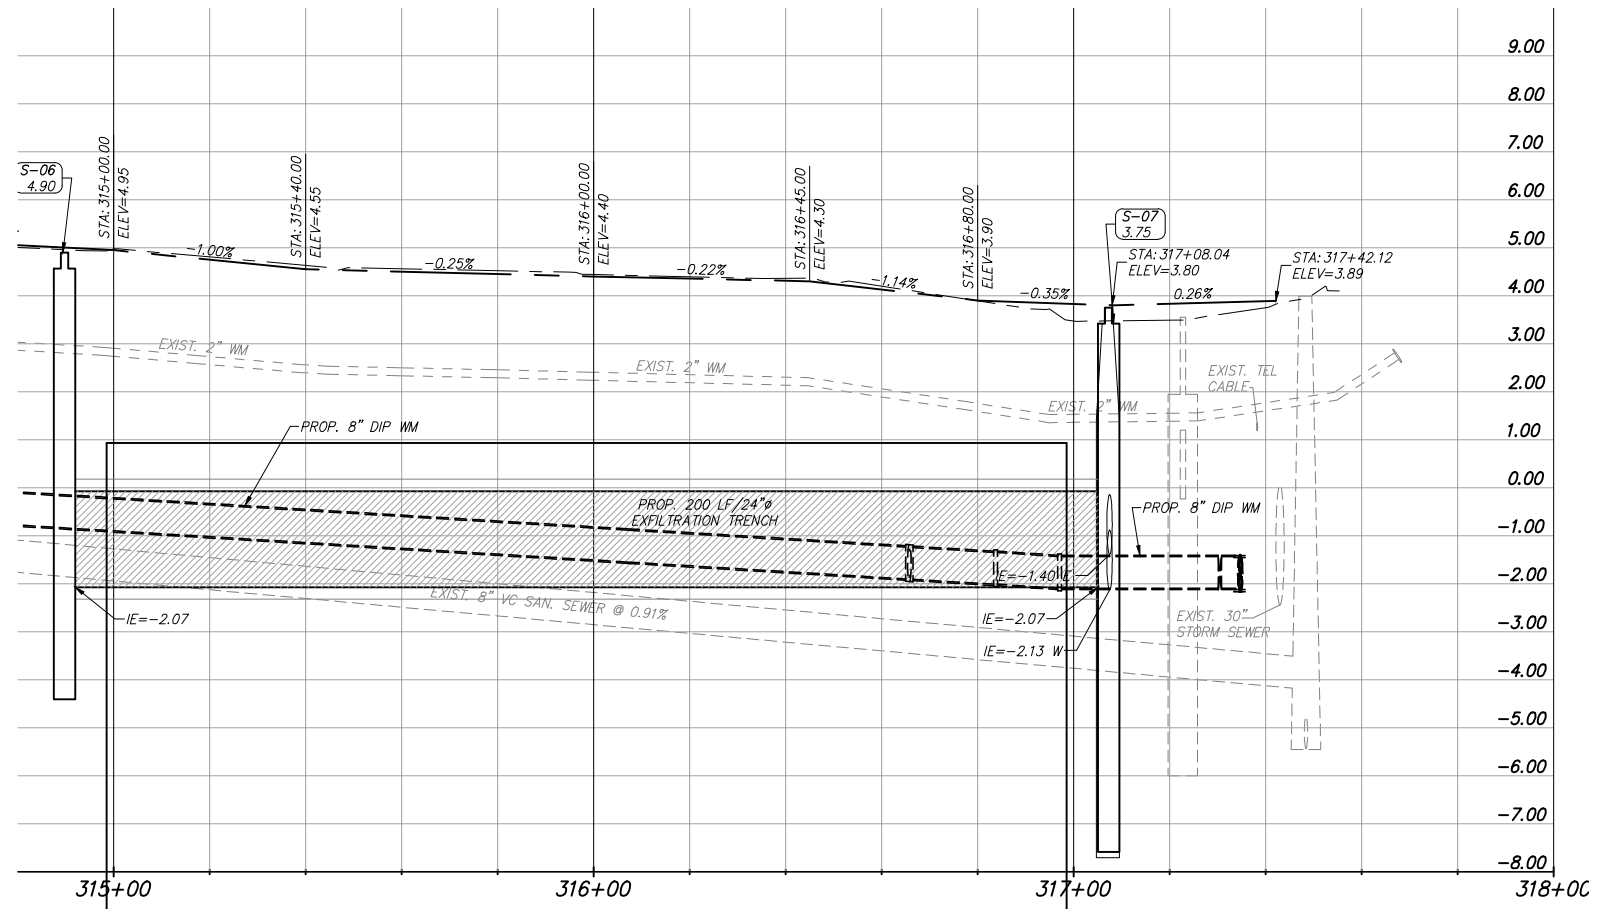 9.00
8.00
7.00
6.00
5.00
4.00
3.00
2.00
1.00
0.00
-1.00
-2.00
-3.00
-4.00
-5.00
-6.00
-7.00
-8.00
S-06
4.90
STA: 315+00.00
ELEV=4.95
-1.00%
STA: 315+40.00
ELEV=4.55
-0.25%
STA: 316+00.00
ELEV=4.40
-0.22%
STA: 316+45.00
ELEV=4.30
-1.14%
STA: 316+80.00
ELEV=3.90
-0.35%
S-07
3.75
STA: 317+08.04
ELEV=3.80
0.26%
STA: 317+42.12
ELEV=3.89
EXIST. 2" WM
EXIST. 2" WM
EXIST. 2" WM
EXIST. TEL
CABLE
PROP. 8" DIP WM
PROP. 200 LF/24"ø
EXFILTRATION TRENCH
PROP. 8" DIP WM
IE=-1.40 E
IE=-2.07
EXIST. 8" VC SAN. SEWER @ 0.91%
IE=-2.07
IE=-2.13 W
EXIST. 30"
STORM SEWER
315+00
316+00
317+00
318+00